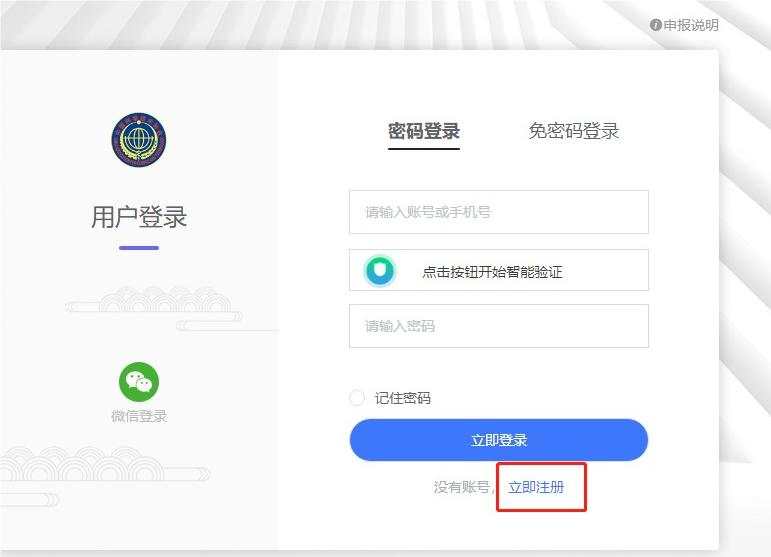 申报说明
用户登录
微信登录
密码登录
免密码登录
请输入账号或手机号
点击按钮开始智能验证
请输入密码
记住密码
立即登录
没有账号，立即注册